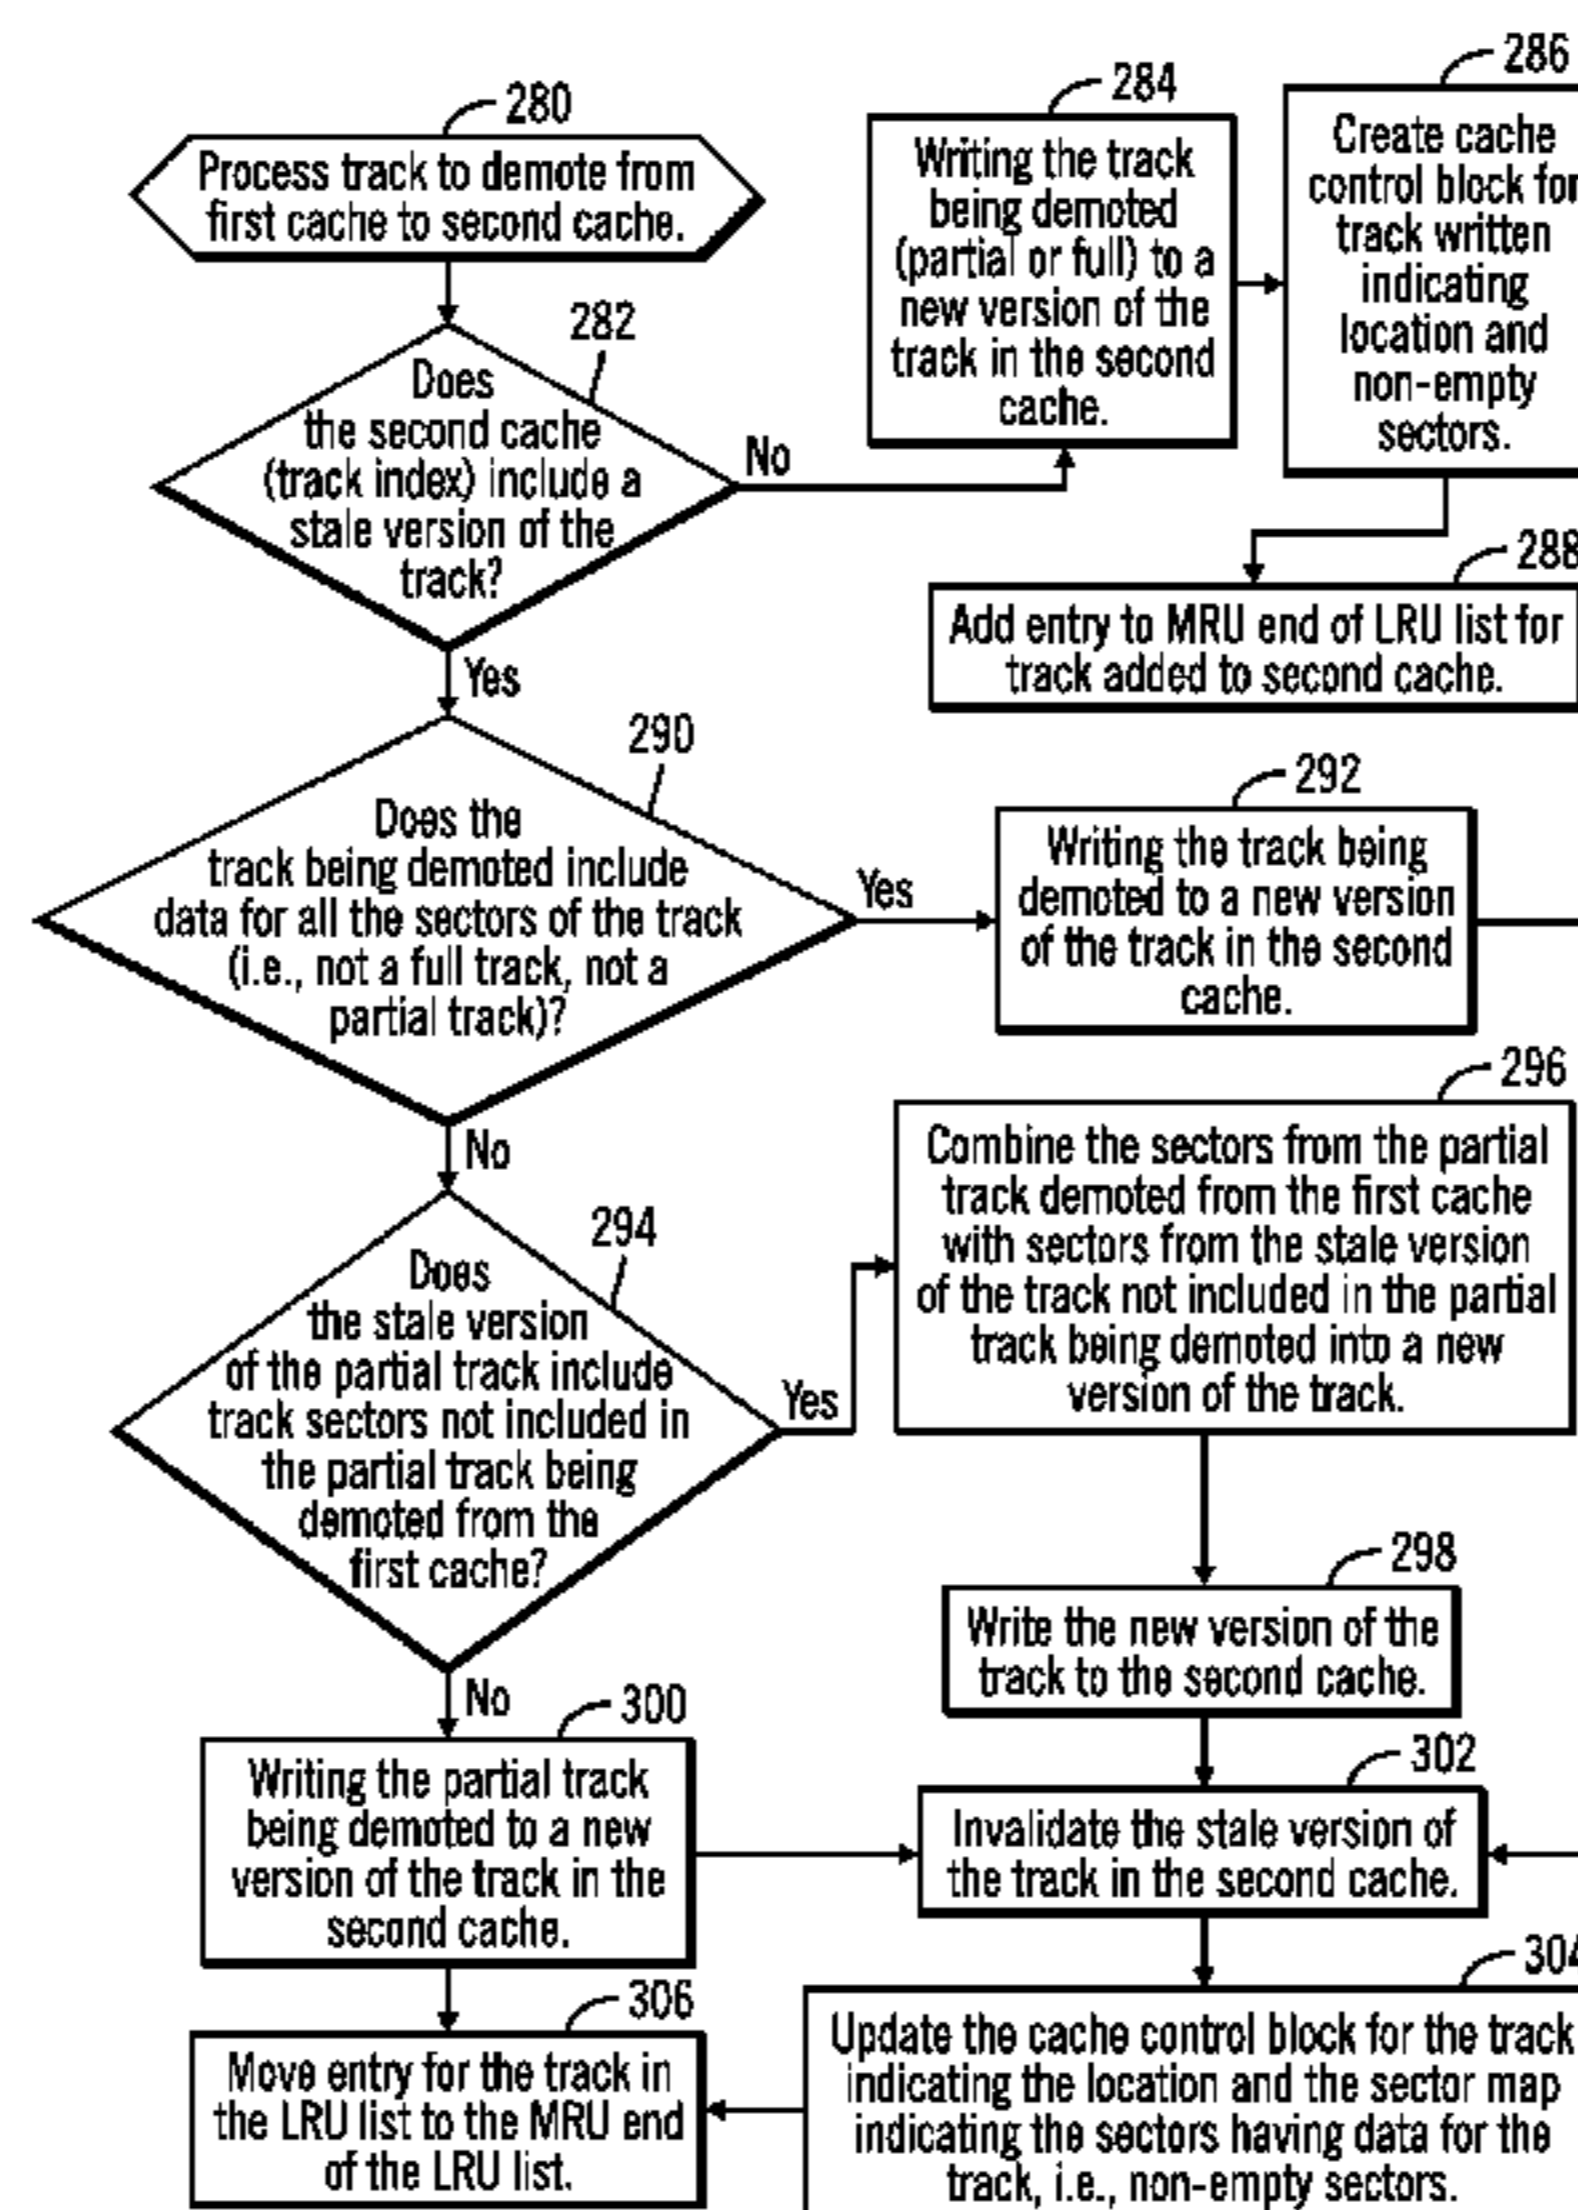 280
Process track to demote from
first cache to second cache.
282
Does
the second cache
(track index) include a
stale version of the
track?
No
284
Writing the track
being demoted
(partial or full) to a
new version of the
track in the second
cache.
286
Create cache
control block for
track written
indicating
location and
non-empty
sectors.
288
Add entry to MRU end of LRU list for
track added to second cache.
Yes
290
Does the
track being demoted include
data for all the sectors of the track
(i.e., not a full track, not a
partial track)?
Yes
292
Writing the track being
demoted to a new version
of the track in the second
cache.
No
294
Does
the stale version
of the partial track include
track sectors not included in
the partial track being
demoted from the
first cache?
Yes
296
Combine the sectors from the partial
track demoted from the first cache
with sectors from the stale version
of the track not included in the partial
track being demoted into a new
version of the track.
298
Write the new version of the
track to the second cache.
No
300
Writing the partial track
being demoted to a new
version of the track in the
second cache.
302
Invalidate the stale version of
the track in the second cache.
304
Update the cache control block for the track
indicating the location and the sector map
indicating the sectors having data for the
track, i.e., non-empty sectors.
306
Move entry for the track in
the LRU list to the MRU end
of the LRU list.